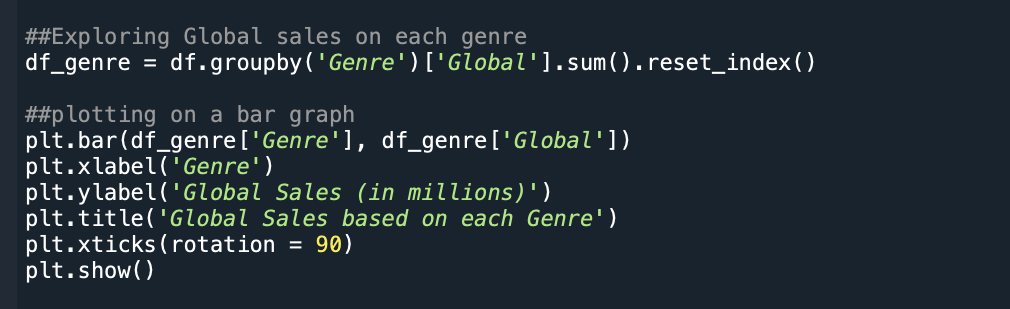 ##Exploring Global sales on each genre
df_genre = df.groupby('Genre')['Global'].sum().reset_index()
##plotting on a bar graph
plt.bar(df_genre['Genre'], df_genre['Global'])
plt.xlabel('Genre')
plt.ylabel('Global Sales (in millions)')
plt.title('Global Sales based on each Genre')
plt.xticks(rotation = 90)
plt.show()